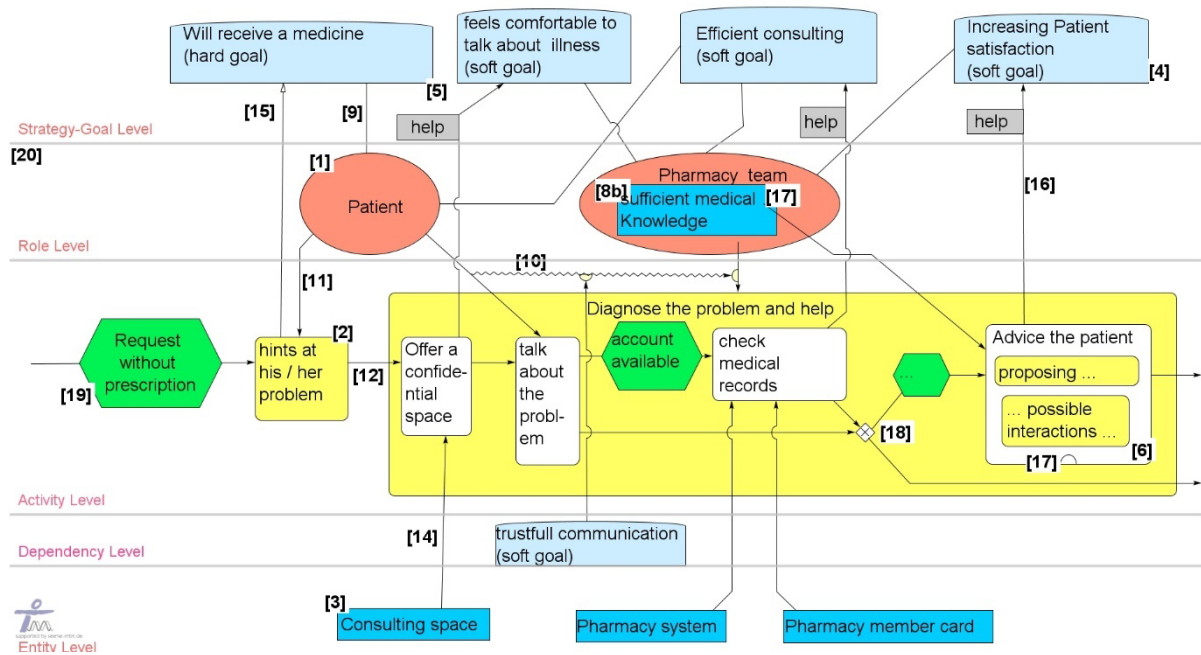 Will receive a medicine
(hard goal)
feels comfortable to
talk about illness
(soft goal)
Efficient consulting
(soft goal)
Increasing Patient
satisfaction
(soft goal)
[5]
[4]
[15]
[9]
help
help
help
Strategy-Goal Level
[20]
[1]
Patient
Pharmacy team
[8b]
[17]
sufficient medical
Knowledge
[16]
Role Level
[10]
[11]
Diagnose the problem and help
Request
without
prescription
[19]
hints at
his / her
problem
[2]
[12]
Offer a
confide-
ntial
space
talk
about
the
probl-
em
account
available
check
medical
records
...
[18]
Advice the patient
proposing ...
... possible
interactions ...
[17]
[6]
Activity Level
[14]
trustfull communication
(soft goal)
Dependency Level
[3]
Consulting space
Pharmacy system
Pharmacy member card
Entity Level